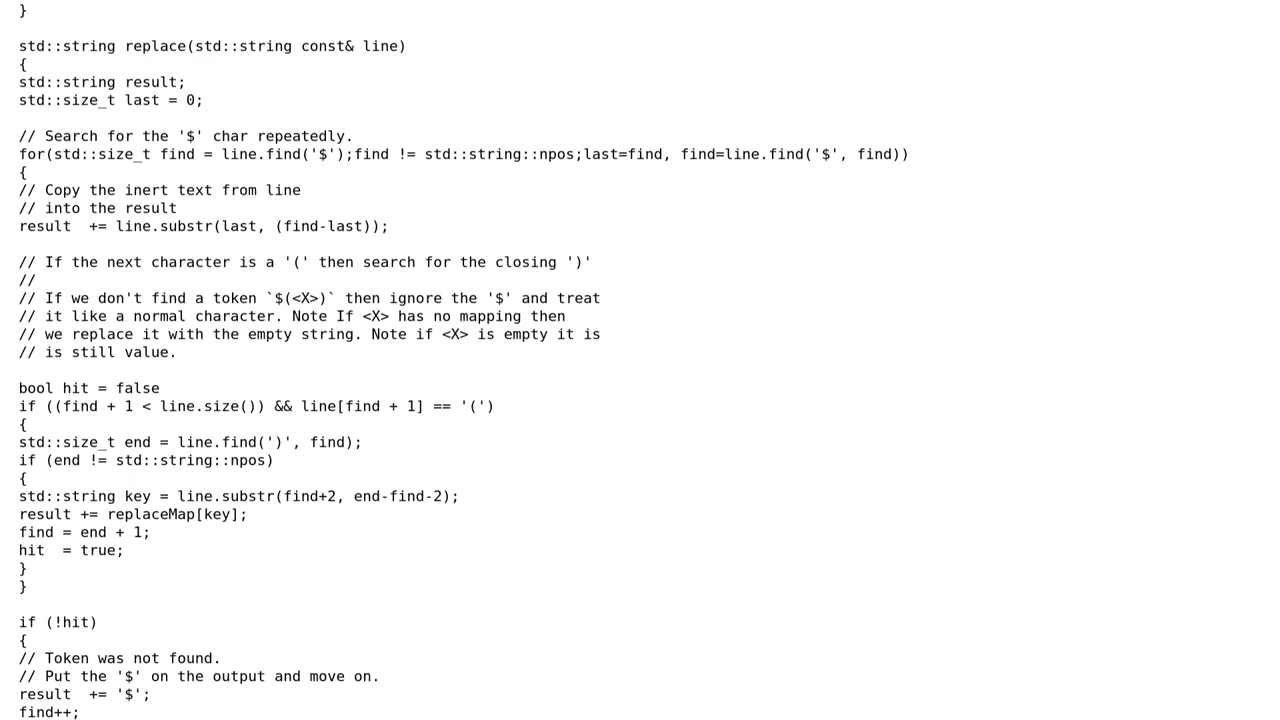 }

std::string replace(std::string const& line)
{
std::string result;
std::size_t last = 0;

// Search for the '$' char repeatedly.
for(std::size_t find = line.find('$');find != std::string::npos;last=find, find=line.find('$', find))
{
// Copy the inert text from line
// into the result
result  += line.substr(last, (find-last));

// If the next character is a '(' then search for the closing ')'
//
// If we don't find a token `$(<X>)` then ignore the '$' and treat
// it like a normal character. Note If <X> has no mapping then
// we replace it with the empty string. Note if <X> is empty it is
// is still value.

bool hit = false
if ((find + 1 < line.size()) && line[find + 1] == '(')
{
std::size_t end = line.find(')', find);
if (end != std::string::npos)
{
std::string key = line.substr(find+2, end-find-2);
result += replaceMap[key];
find = end + 1;
hit  = true;
}
}

if (!hit)
{
// Token was not found.
// Put the '$' on the output and move on.
result  += '$';
find++;